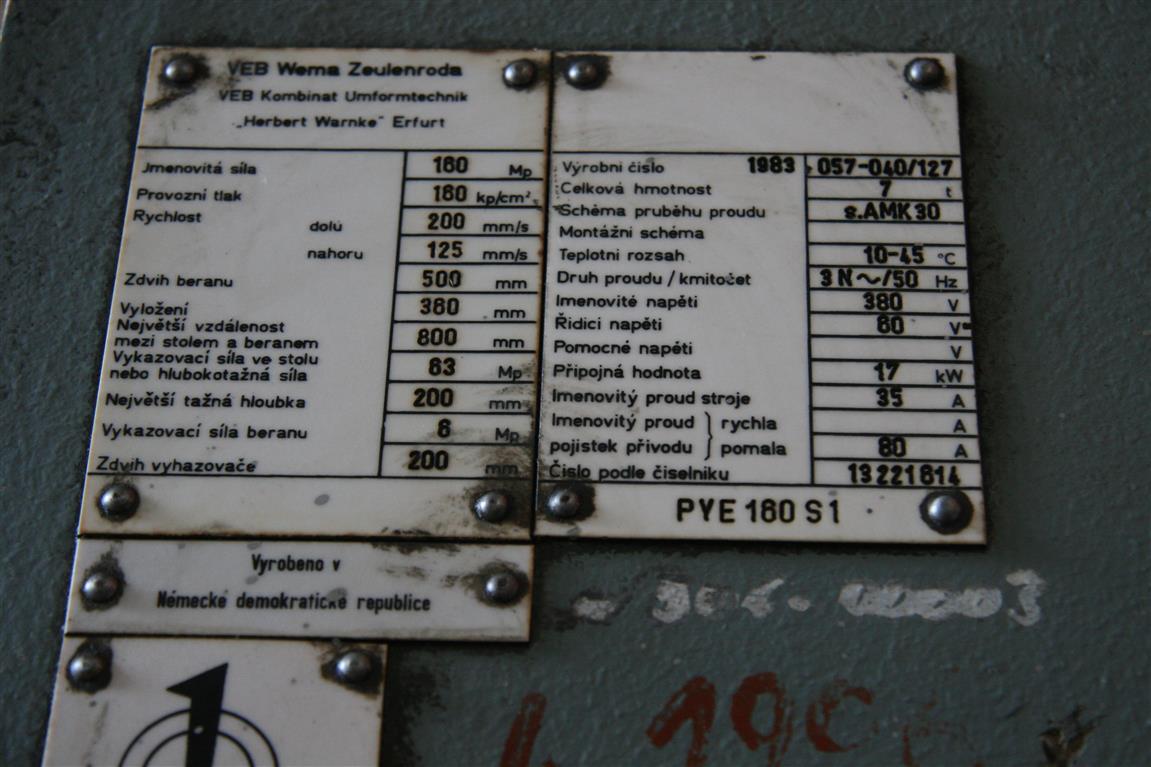 VEB Wema Zeulenroda
VEB Kombinat Umformtechnik
„Herbert Warnke" Erfurt
Jmenovitá síla 160 Mp
Provozní tlak 160 kp/cm²
Rychlost dolů 200 mm/s
nahoru 125 mm/s
Zdvih beranu 500 mm
Vyložení 360 mm
Největší vzdálenost
mezi stolem a beranem 800 mm
Vykazovací síla ve stolu
nebo hlubokotažná síla 63 Mp
Největší tažná hloubka 200 mm
Vykazovací síla beranu 6 Mp
Zdvih vyhazovače 200 mm
Výrobní číslo 1983 057-040/127
Celková hmotnost 7 t
Schèma pruběhu proudu s.AMK30
Montážní schéma
Teplotní rozsah 10-45 °C
Druh proudu / kmitočet 3 N~/50 Hz
Imenovité napětí 380 V
Řídicí napětí 60 V
Pomocné napětí V
Připojná hodnota 17 kW
Imenovitý proud stroje 35 A
Imenovitý proud rychla A
pojistek přívodu pomala 60 A
Číslo podle číselníku 13221614
PYE 160 S1
Vyrobeno v
Německé demokratické republice
1